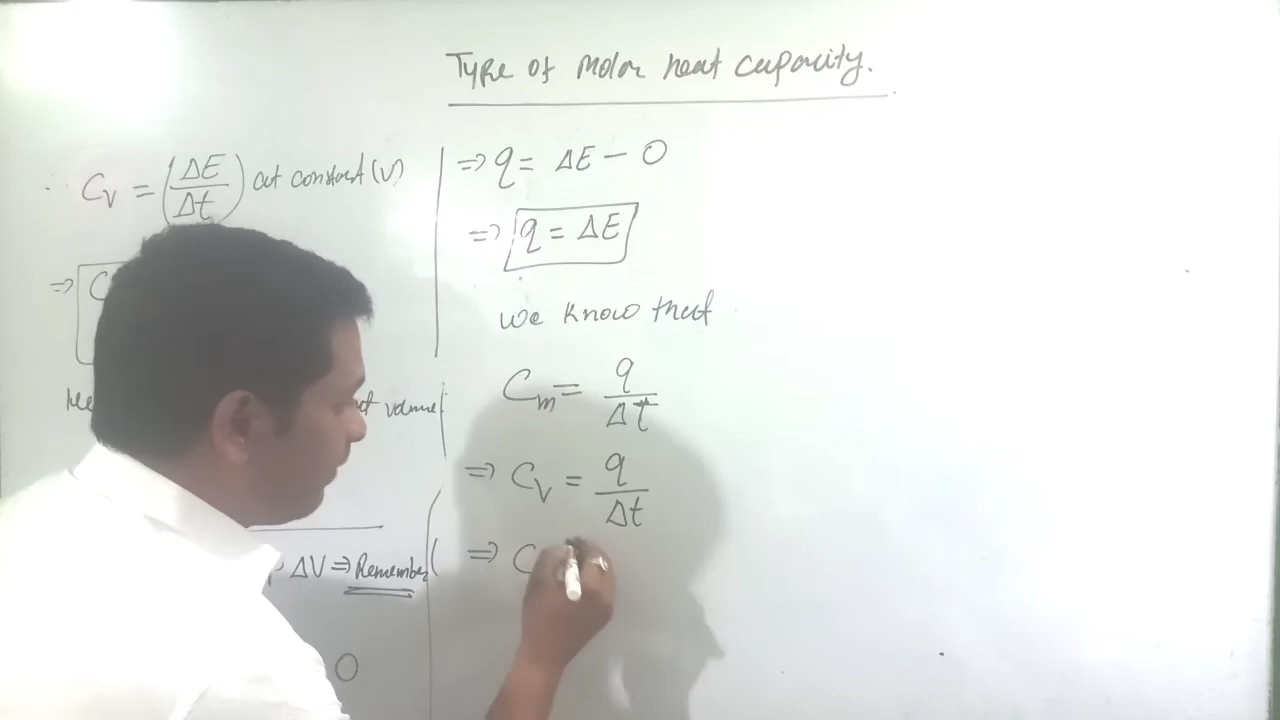 Type of Molar heat capacity.
Cv = (ΔE/Δt) at constant (V)
⇒ C
volume
ΔV ⇒ Remember
0
⇒ q = ΔE - 0
⇒ q = ΔE
we know that
Cm = q/Δt
⇒ Cv = q/Δt
⇒ C